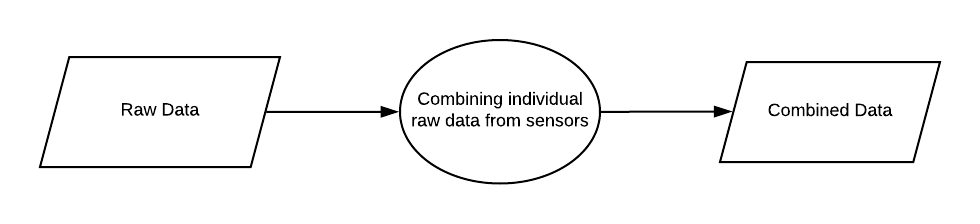 Raw Data
Combining individual
raw data from sensors
Combined Data